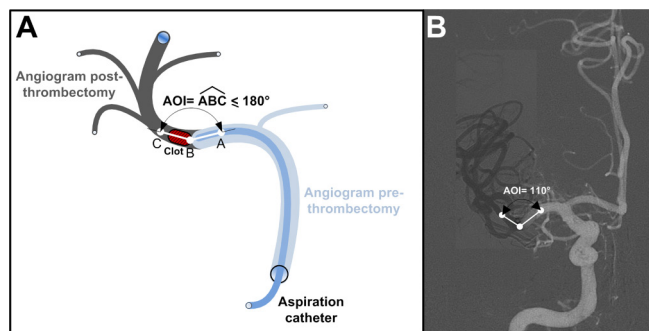 A
Angiogram post-
thrombectomy
AOI= ABC ≤ 180°
C
Clot
B
A
Angiogram pre-
thrombectomy
Aspiration
catheter
B
AOI= 110°